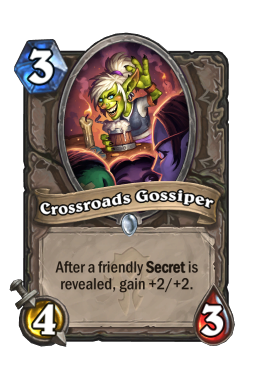 3
Crossroads Gossiper
After a friendly Secret is
revealed, gain +2/+2.
4
3